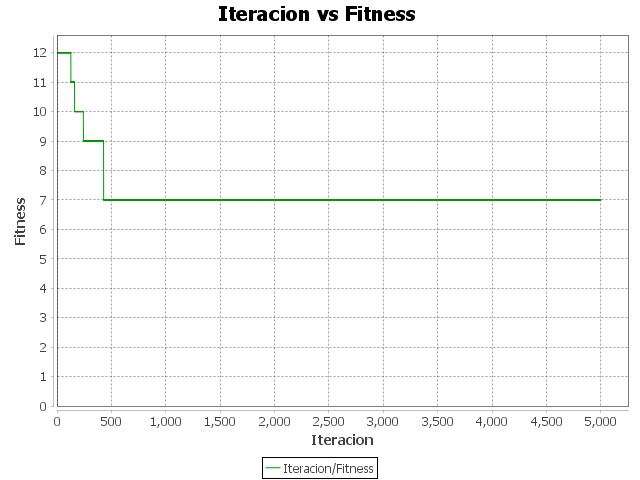 Iteracion vs Fitness
12
11
10
9
8
7
6
5
4
3
2
1
0
Fitness
0 500 1,000 1,500 2,000 2,500 3,000 3,500 4,000 4,500 5,000
Iteracion
Iteracion/Fitness